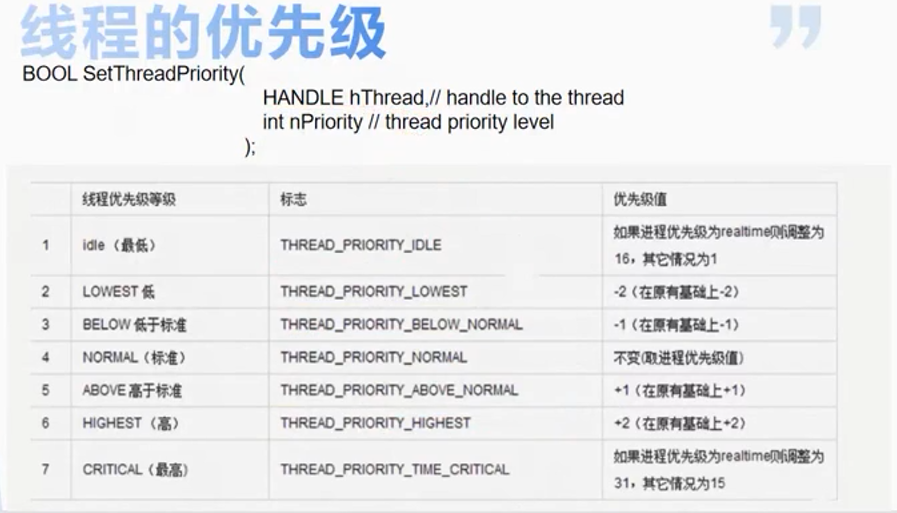 线程的优先级
BOOL SetThreadPriority(
HANDLE hThread,// handle to the thread
int nPriority // thread priority level
);
线程优先级等级 标志 优先级值
1 idle（最低） THREAD_PRIORITY_IDLE 如果进程优先级为realtime则调整为
16，其它情况为1
2 LOWEST 低 THREAD_PRIORITY_LOWEST -2（在原有基础上-2）
3 BELOW 低于标准 THREAD_PRIORITY_BELOW_NORMAL -1（在原有基础上-1）
4 NORMAL（标准） THREAD_PRIORITY_NORMAL 不变(取进程优先级值)
5 ABOVE 高于标准 THREAD_PRIORITY_ABOVE_NORMAL +1（在原有基础上+1）
6 HIGHEST（高） THREAD_PRIORITY_HIGHEST +2（在原有基础上+2）
7 CRITICAL（最高） THREAD_PRIORITY_TIME_CRITICAL 如果进程优先级为realtime则调整为
31，其它情况为15